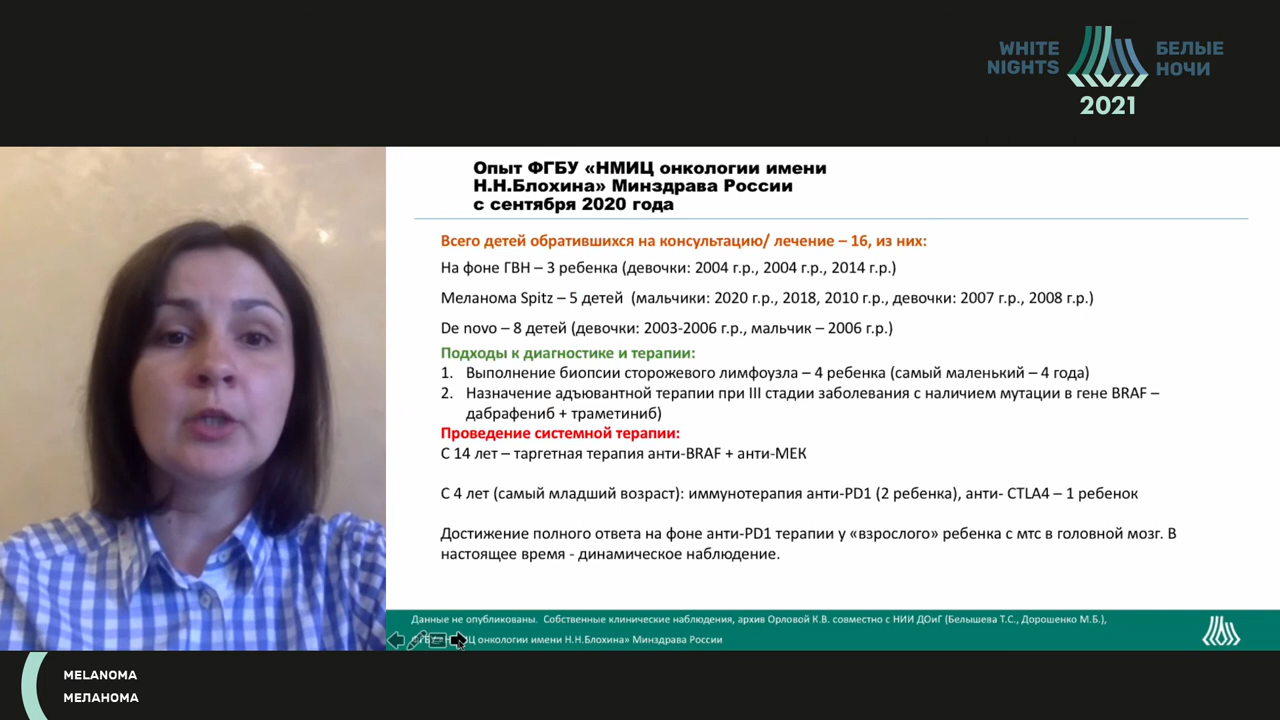 WHITE NIGHTS
БЕЛЫЕ НОЧИ
2021
Опыт ФГБУ «НМИЦ онкологии имени
Н.Н.Блохина» Минздрава России
с сентября 2020 года
Всего детей обратившихся на консультацию/ лечение – 16, из них:
На фоне ГВН – 3 ребенка (девочки: 2004 г.р., 2004 г.р., 2014 г.р.)
Меланома Spitz – 5 детей (мальчики: 2020 г.р., 2018, 2010 г.р., девочки: 2007 г.р., 2008 г.р.)
De novo – 8 детей (девочки: 2003-2006 г.р., мальчик – 2006 г.р.)
Подходы к диагностике и терапии:
1. Выполнение биопсии сторожевого лимфоузла – 4 ребенка (самый маленький – 4 года)
2. Назначение адъювантной терапии при III стадии заболевания с наличием мутации в гене BRAF –
дабрафениб + траметиниб)
Проведение системной терапии:
С 14 лет – таргетная терапия анти-BRAF + анти-МЕК
С 4 лет (самый младший возраст): иммунотерапия анти-PD1 (2 ребенка), анти- CTLA4 – 1 ребенок
Достижение полного ответа на фоне анти-PD1 терапии у «взрослого» ребенка с мтс в головной мозг. В
настоящее время - динамическое наблюдение.
Данные не опубликованы. Собственные клинические наблюдения, архив Орловой К.В. совместно с НИИ ДОиГ (Белышева Т.С., Дорошенко М.Б.),
онкологии имени Н.Н.Блохина» Минздрава России
MELANOMA
МЕЛАНОМА